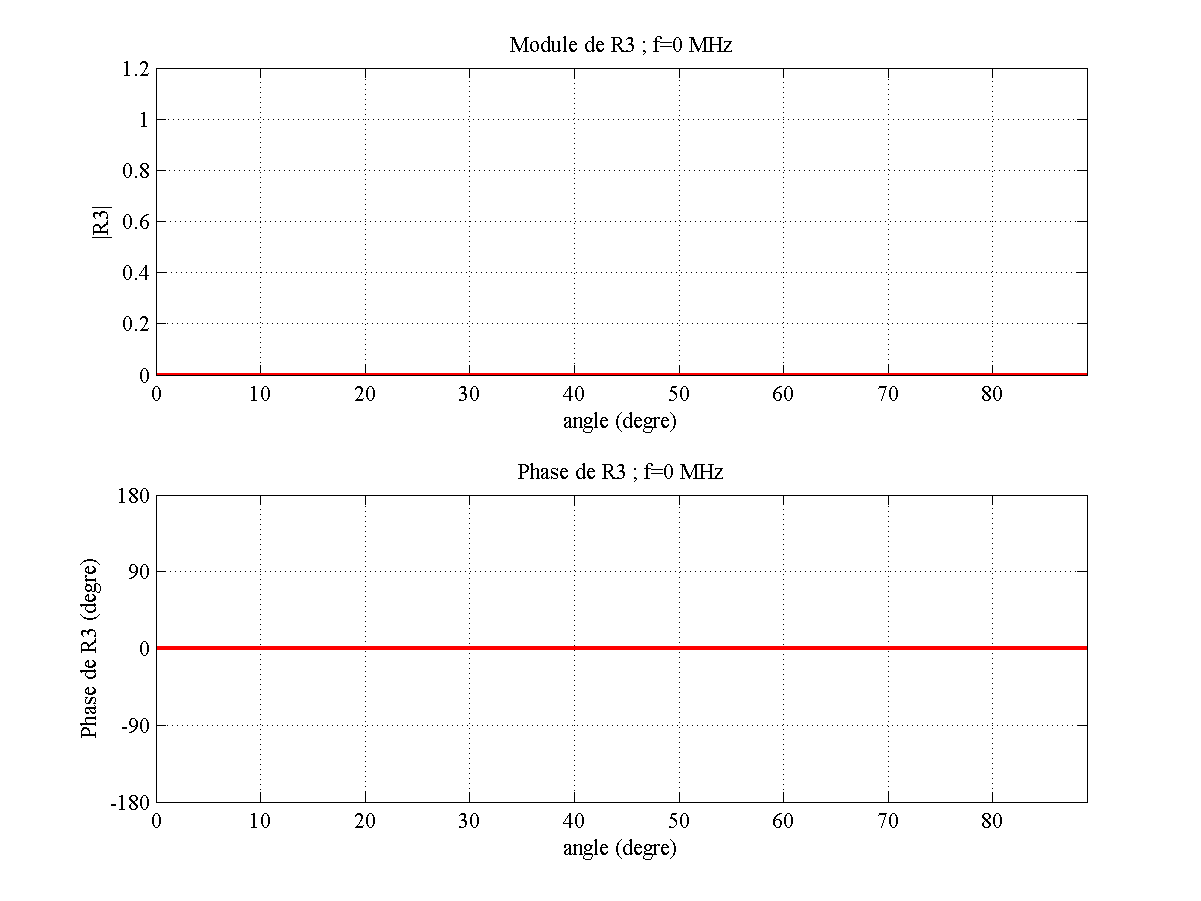 Module de R3 ; f=0 MHz
1.2
1
0.8
0.6
0.4
0.2
0
|R3|
0 10 20 30 40 50 60 70 80
angle (degre)
Phase de R3 ; f=0 MHz
180
90
0
-90
-180
Phase de R3 (degre)
0 10 20 30 40 50 60 70 80
angle (degre)